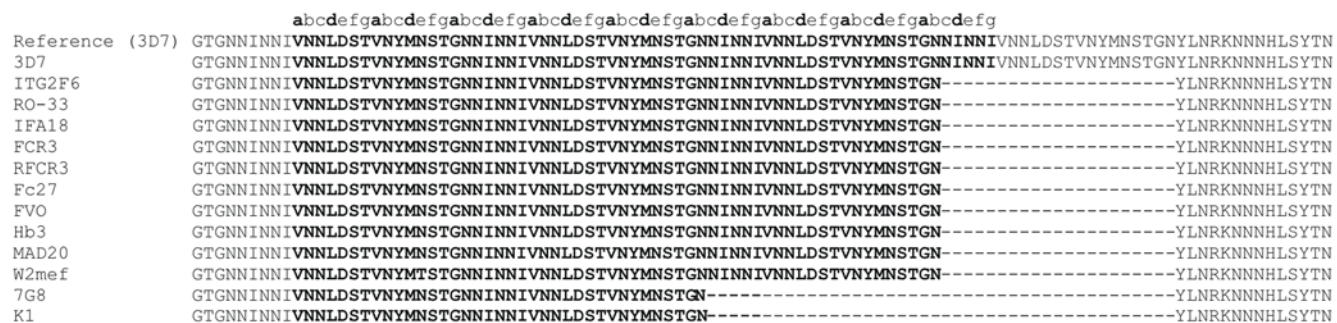 abcdefgabcdefgabcdefgabcdefgabcdefgabcdefgabcdefgabcdefgabcdefg
Reference (3D7) GTGNNINNIVNNLDSTVNYMNSTGNNINNIVNNLDSTVNYMNSTGNNINNIVNNLDSTVNYMNSTGNNINNIVNNLDSTVNYMNSTGNYLNRKNNNHLSYTN
3D7 GTGNNINNIVNNLDSTVNYMNSTGNNINNIVNNLDSTVNYMNSTGNNINNIVNNLDSTVNYMNSTGNNINNIVNNLDSTVNYMNSTGNYLNRKNNNHLSYTN
ITG2F6 GTGNNINNIVNNLDSTVNYMNSTGNNINNIVNNLDSTVNYMNSTGNNINNIVNNLDSTVNYMNSTGN---------------------YLNRKNNNHLSYTN
RO-33 GTGNNINNIVNNLDSTVNYMNSTGNNINNIVNNLDSTVNYMNSTGNNINNIVNNLDSTVNYMNSTGN---------------------YLNRKNNNHLSYTN
IFA18 GTGNNINNIVNNLDSTVNYMNSTGNNINNIVNNLDSTVNYMNSTGNNINNIVNNLDSTVNYMNSTGN---------------------YLNRKNNNHLSYTN
FCR3 GTGNNINNIVNNLDSTVNYMNSTGNNINNIVNNLDSTVNYMNSTGNNINNIVNNLDSTVNYMNSTGN---------------------YLNRKNNNHLSYTN
RFCR3 GTGNNINNIVNNLDSTVNYMNSTGNNINNIVNNLDSTVNYMNSTGNNINNIVNNLDSTVNYMNSTGN---------------------YLNRKNNNHLSYTN
Fc27 GTGNNINNIVNNLDSTVNYMNSTGNNINNIVNNLDSTVNYMNSTGNNINNIVNNLDSTVNYMNSTGN---------------------YLNRKNNNHLSYTN
FVO GTGNNINNIVNNLDSTVNYMNSTGNNINNIVNNLDSTVNYMNSTGNNINNIVNNLDSTVNYMNSTGN---------------------YLNRKNNNHLSYTN
Hb3 GTGNNINNIVNNLDSTVNYMNSTGNNINNIVNNLDSTVNYMNSTGNNINNIVNNLDSTVNYMNSTGN---------------------YLNRKNNNHLSYTN
MAD20 GTGNNINNIVNNLDSTVNYMNSTGNNINNIVNNLDSTVNYMNSTGNNINNIVNNLDSTVNYMNSTGN---------------------YLNRKNNNHLSYTN
W2mef GTGNNINNIVNNLDSTVNYMTSTGNNINNIVNNLDSTVNYMNSTGNNINNIVNNLDSTVNYMNSTGN---------------------YLNRKNNNHLSYTN
7G8 GTGNNINNIVNNLDSTVNYMNSTGNNINNIVNNLDSTVNYMNSTGN------------------------------------------YLNRKNNNHLSYTN
K1 GTGNNINNIVNNLDSTVNYMNSTGNNINNIVNNLDSTVNYMNSTGN------------------------------------------YLNRKNNNHLSYTN